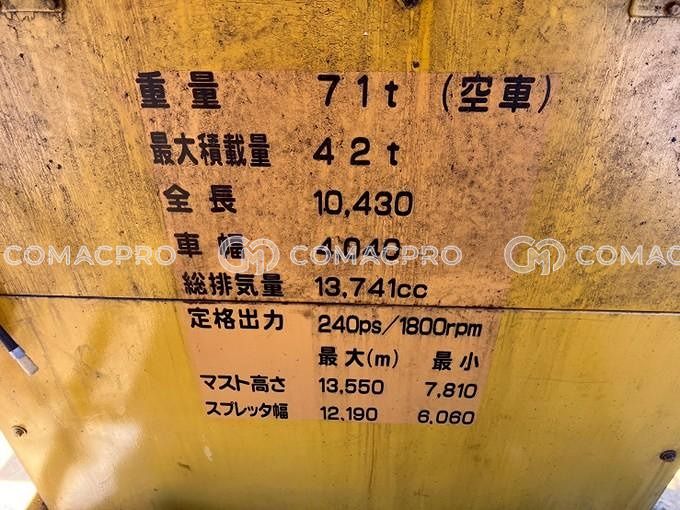 重量 71t (空車)
最大積載量 42t
全長 10,430
車幅 4,040
COMACPRO COMACPRO COMAC
総排気量 13,741cc
定格出力 240ps/1800rpm
最大(m) 最小
マスト高さ 13,550 7,810
スプレッタ幅 12,190 6,060